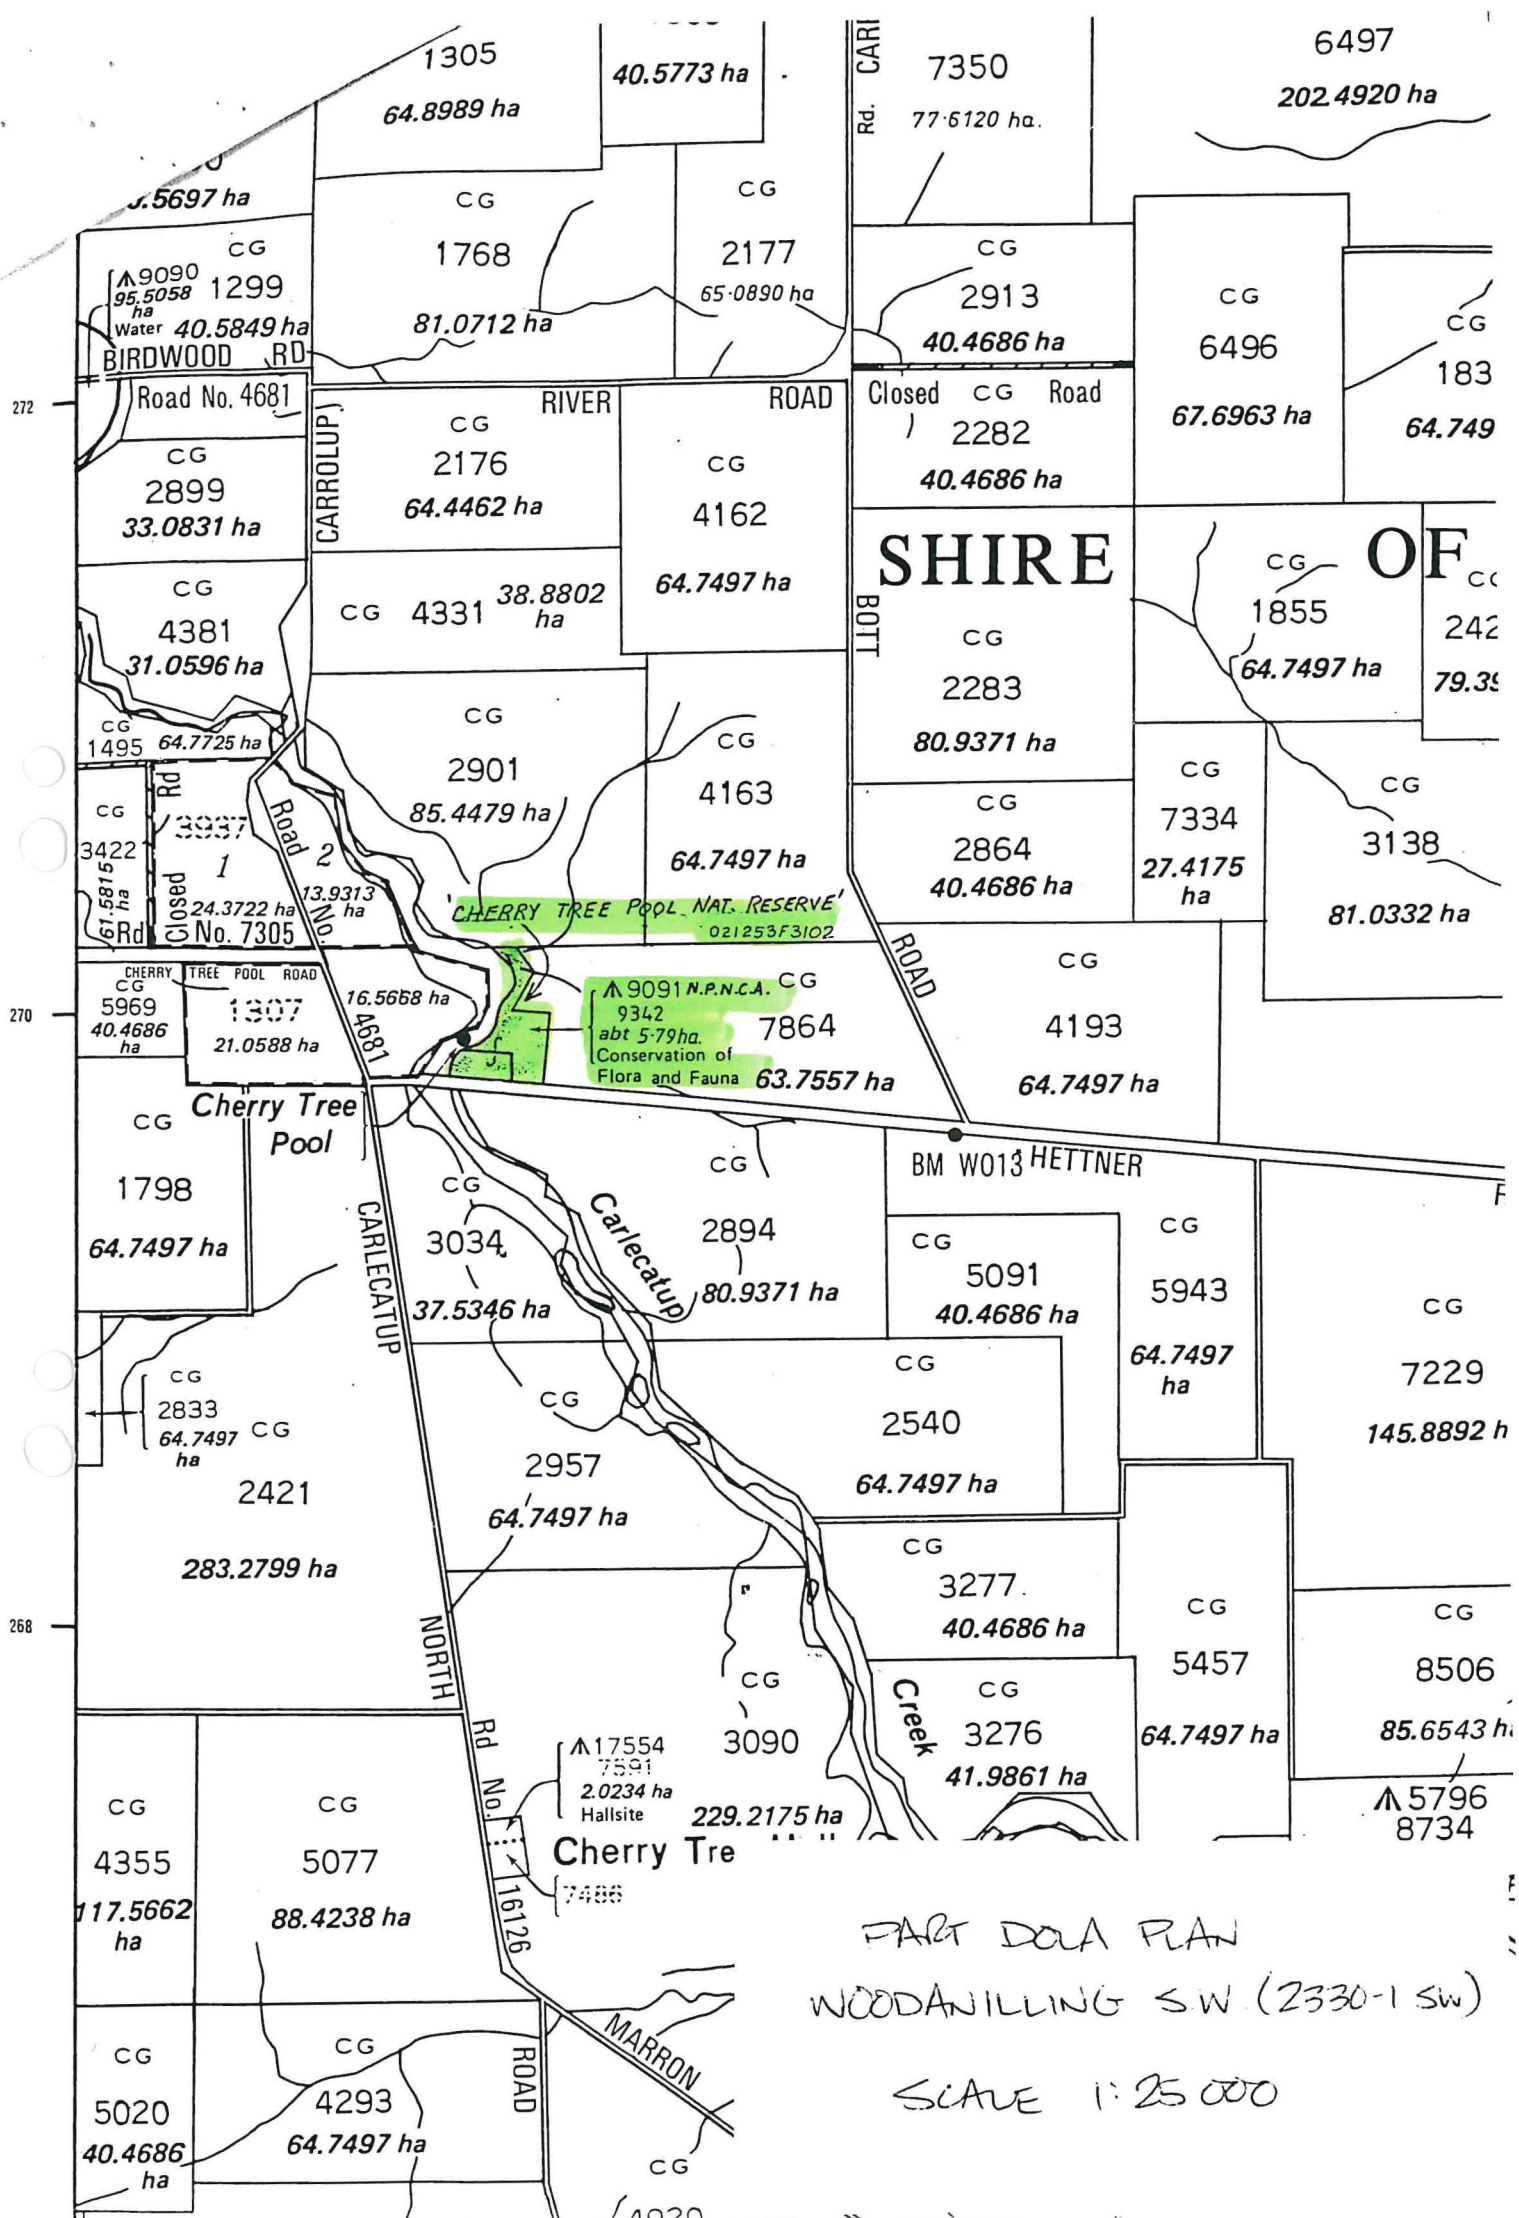 1305
64.8989 ha
40.5773 ha
Rd.
7350
77·6120 ha.
6497
202.4920 ha
.5697 ha
CG
1768
81.0712 ha
CG
2177
65·0890 ha
CG
2913
40.4686 ha
CG
6496
67.6963 ha
CG
183
64.749
CG
9090
95.5058
ha
Water
1299
40.5849 ha
BIRDWOOD RD
Road No. 4681
272
CARROLUP
RIVER ROAD
Closed CG Road
2282
40.4686 ha
CG
2899
33.0831 ha
CG
2176
64.4462 ha
CG
4162
64.7497 ha
SHIRE OF
CG
4381
31.0596 ha
CG 4331 38.8802
ha
BOTT
CG
2283
80.9371 ha
CG
1855
64.7497 ha
242
79.39
CG
1495 64.7725 ha
CG
2901
85.4479 ha
CG
4163
64.7497 ha
CG
2864
40.4686 ha
CG
7334
27.4175
ha
CG
3138
81.0332 ha
CG
3422
61.5815
ha
Rd
Closed
Rd
3937
1
24.3722 ha
No. 7305
Road
No.
2
13.9313
ha
'CHERRY TREE POOL NAT. RESERVE'
021253F3102
ROAD
CHERRY TREE POOL ROAD
270
CG
5969
40.4686
ha
1307
21.0588 ha
16.5668 ha
4681
9091 N.P.N.C.A.
9342
abt 5·79ha.
Conservation of
Flora and Fauna
CG
7864
63.7557 ha
CG
4193
64.7497 ha
Cherry Tree
Pool
CG
1798
64.7497 ha
CARLECATUP
CG
3034
37.5346 ha
Carlecatup
CG
2894
80.9371 ha
BM W013 HETTNER
CG
5091
40.4686 ha
CG
5943
64.7497
ha
CG
7229
145.8892 h
CG
2833
64.7497
ha
CG
2421
283.2799 ha
CG
2957
64.7497 ha
CG
2540
64.7497 ha
268
NORTH
CG
3277
40.4686 ha
CG
5457
64.7497 ha
CG
8506
85.6543 h
5796
8734
Rd No.
17554
7591
2.0234 ha
Hallsite
CG
3090
229.2175 ha
Creek
CG
3276
41.9861 ha
Cherry Tre
7486
16126
CG
4355
117.5662
ha
CG
5077
88.4238 ha
PART DOLA PLAN
WOODANILLING S.W. (2330-1 SW)
SCALE 1:25 000
CG
5020
40.4686
ha
CG
4293
64.7497 ha
ROAD
MARRON
CG